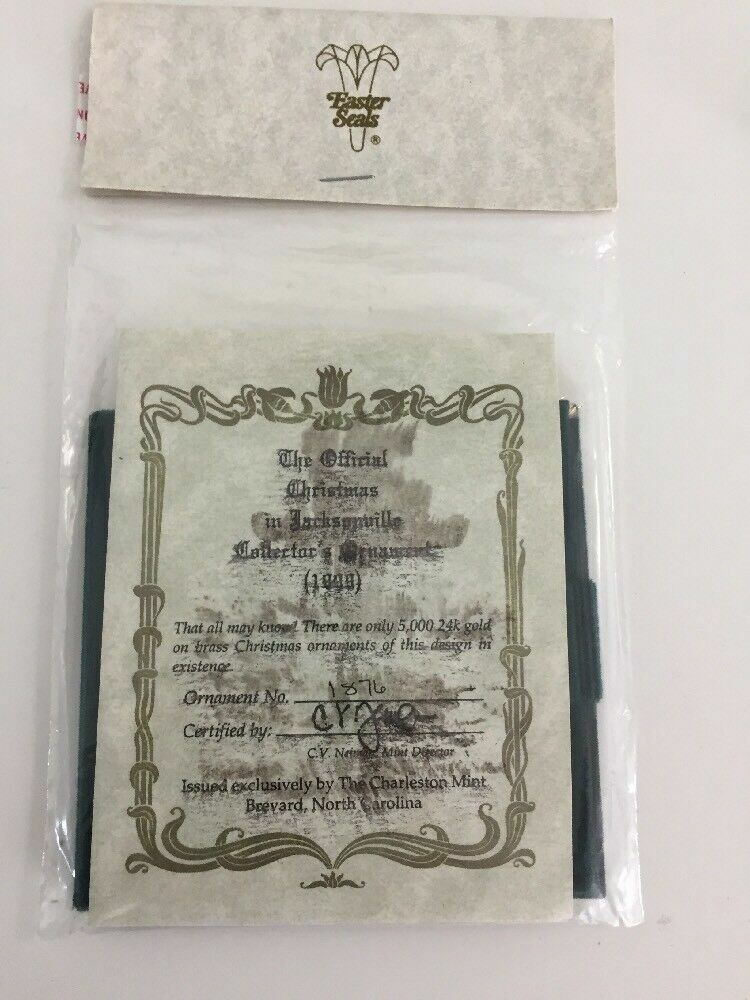 Easter
Seals
®
The Official
Christmas
in Jacksonville
Collector's Ornament
(1999)
That all may know! There are only 5,000 24k gold
on brass Christmas ornaments of this design in
existence.
Ornament No. 1876
Certified by:
C.V. Mint Director
Issued exclusively by The Charleston Mint
Brevard, North Carolina